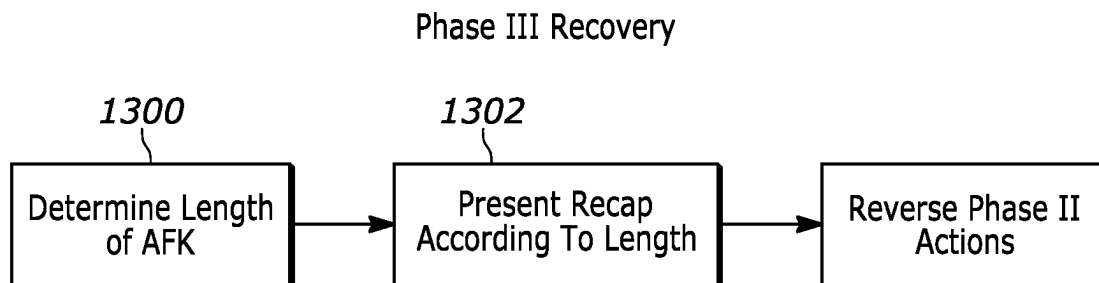 Phase III Recovery
1300
1302
Determine Length
of AFK
Present Recap
According To Length
Reverse Phase II
Actions